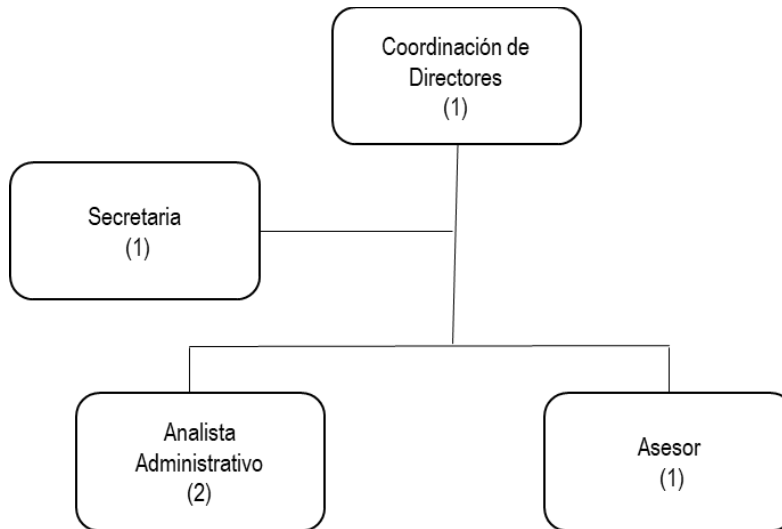 Coordinación de
Directores
(1)
Secretaria
(1)
Analista
Administrativo
(2)
Asesor
(1)